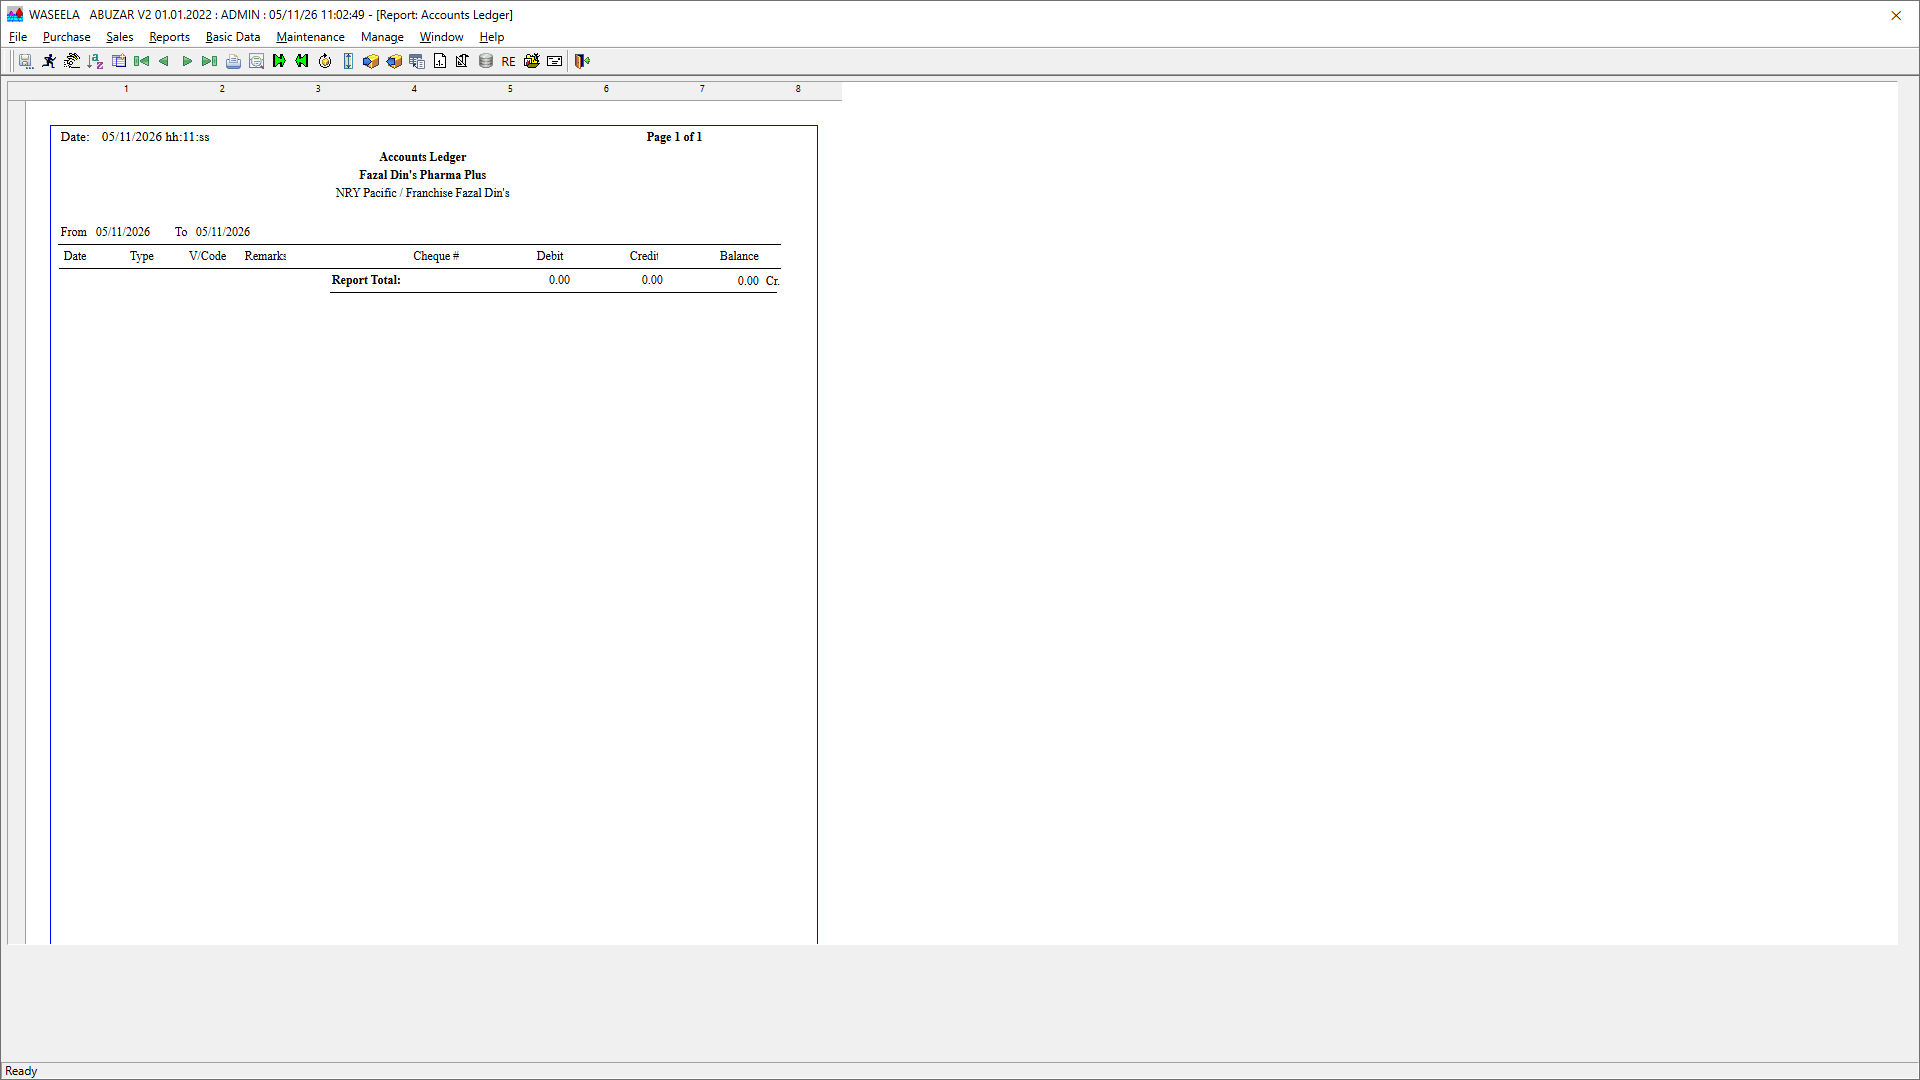 WASEELA ABUZAR V2 01.01.2022 : ADMIN : 05/11/26 11:02:49 - [Report: Accounts Ledger]
File Purchase Sales Reports Basic Data Maintenance Manage Window Help
RE
1 2 3 4 5 6 7 8
Date: 05/11/2026 hh:11:ss Page 1 of 1
Accounts Ledger
Fazal Din's Pharma Plus
NRY Pacific / Franchise Fazal Din's
From 05/11/2026 To 05/11/2026
Date Type V/Code Remarks Cheque # Debit Credit Balance
Report Total: 0.00 0.00 0.00 Cr.
Ready